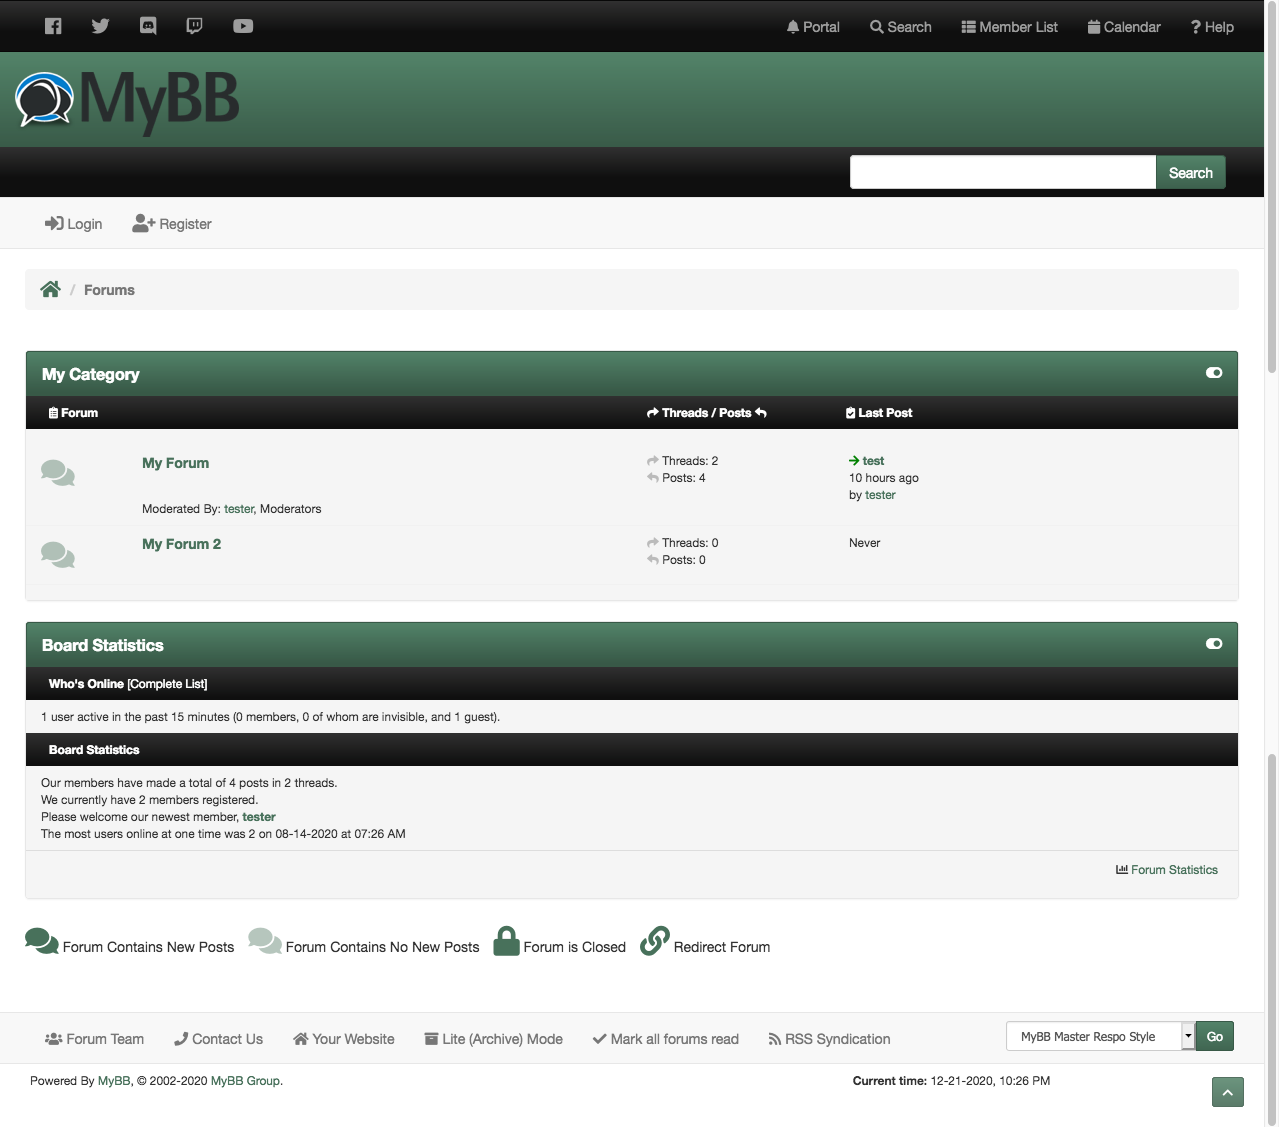 Portal Search Member List Calendar Help
MyBB
Search
Login Register
/ Forums
My Category
Forum Threads / Posts Last Post
My Forum Threads: 2 test
Posts: 4 10 hours ago
by tester
Moderated By: tester, Moderators
My Forum 2 Threads: 0 Never
Posts: 0
Board Statistics
Who's Online [Complete List]
1 user active in the past 15 minutes (0 members, 0 of whom are invisible, and 1 guest).
Board Statistics
Our members have made a total of 4 posts in 2 threads.
We currently have 2 members registered.
Please welcome our newest member, tester
The most users online at one time was 2 on 08-14-2020 at 07:26 AM
Forum Statistics
Forum Contains New Posts Forum Contains No New Posts Forum is Closed Redirect Forum
Forum Team Contact Us Your Website Lite (Archive) Mode Mark all forums read RSS Syndication MyBB Master Respo Style Go
Powered By MyBB, © 2002-2020 MyBB Group. Current time: 12-21-2020, 10:26 PM